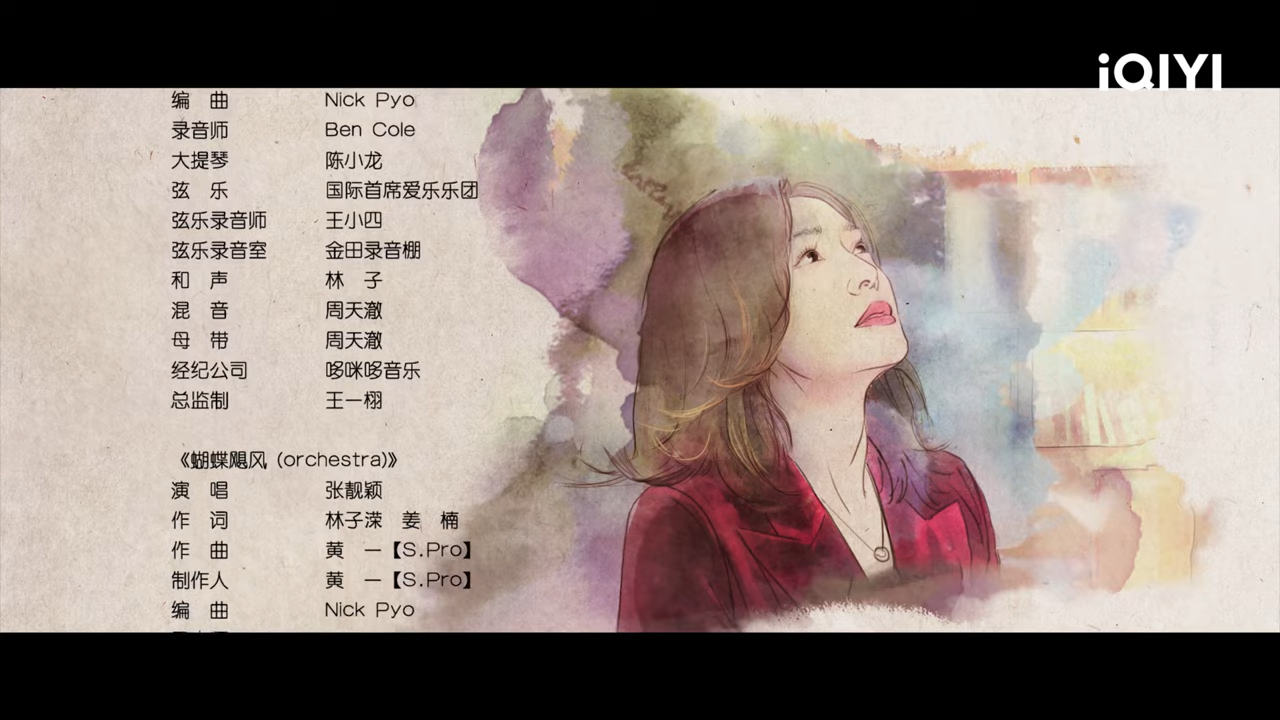 iQIYI
编 曲 Nick Pyo
录音师 Ben Cole
大提琴 陈小龙
弦 乐 国际首席爱乐乐团
弦乐录音师 王小四
弦乐录音室 金田录音棚
和 声 林 子
混 音 周天澈
母 带 周天澈
经纪公司 哆咪哆音乐
总监制 王一栩
《蝴蝶飓风 (orchestra)》
演 唱 张靓颖
作 词 林子溁 姜 楠
作 曲 黄 一【S.Pro】
制作人 黄 一【S.Pro】
编 曲 Nick Pyo